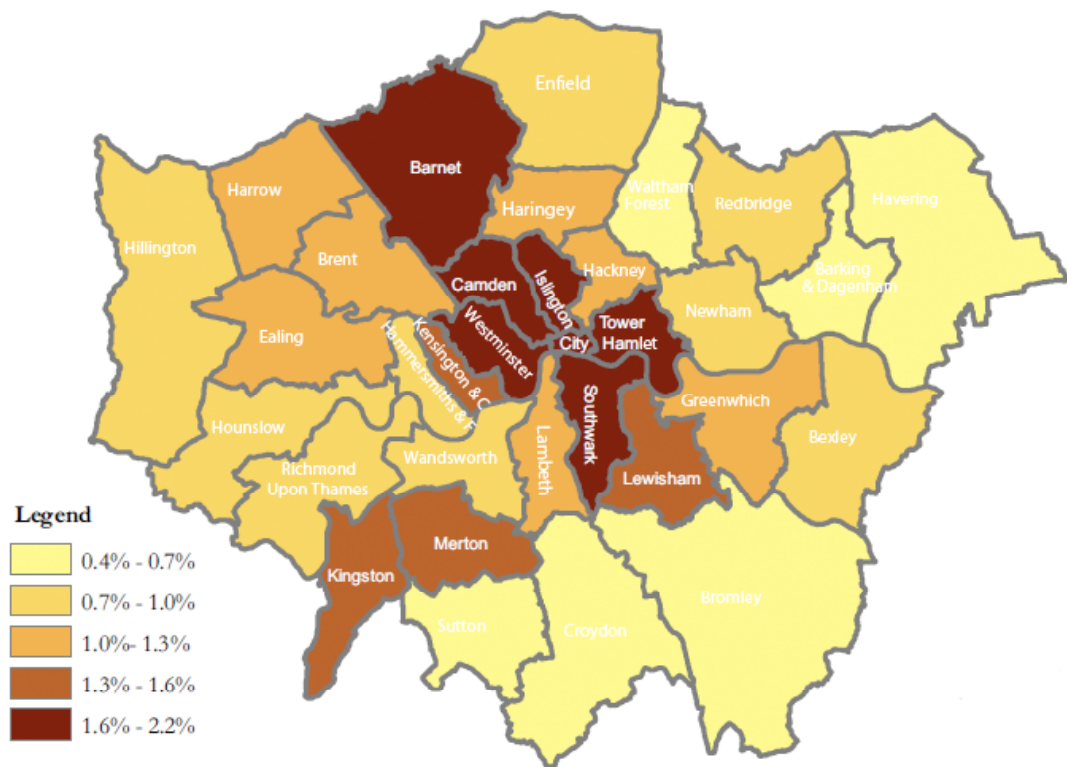 Enfield
Barnet
Harrow
Haringey
Waltham
Forest
Redbridge
Havering
Hillington
Brent
Camden
Islington
Hackney
Barking
& Dagenham
Newham
Ealing
Hammersmiths & F
Kensington & C
Westminster
City
Tower
Hamlet
Hounslow
Richmond
Upon Thames
Wandsworth
Lambeth
Southwark
Lewisham
Greenwhich
Bexley
Kingston
Merton
Sutton
Croydon
Bromley
Legend
0.4% - 0.7%
0.7% - 1.0%
1.0%- 1.3%
1.3% - 1.6%
1.6% - 2.2%